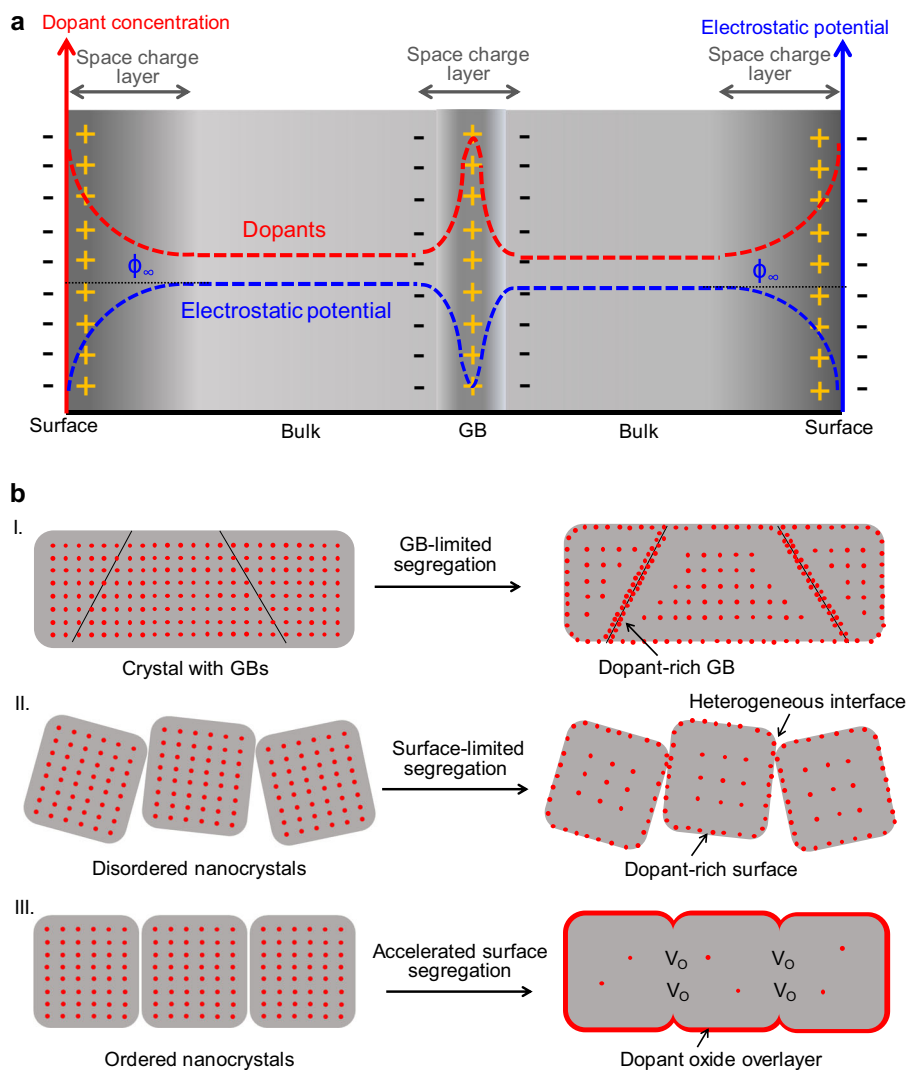 a
Dopant concentration
Electrostatic potential
Space charge
layer
Space charge
layer
Space charge
layer
Dopants
ϕ∞
ϕ∞
Electrostatic potential
Surface
Bulk
GB
Bulk
Surface
b
I.
GB-limited
segregation
Crystal with GBs
Dopant-rich GB
II.
Heterogeneous interface
Surface-limited
segregation
Disordered nanocrystals
Dopant-rich surface
III.
Accelerated surface
segregation
VO
VO
VO
VO
Ordered nanocrystals
Dopant oxide overlayer